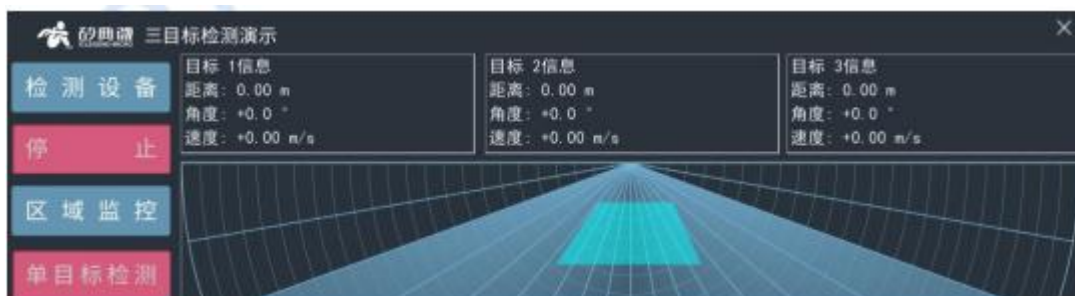 矽典微 三目标检测演示
检测设备
停止
区域监控
单目标检测
目标 1信息
距离: 0.00 m
角度: +0.0 °
速度: +0.00 m/s
目标 2信息
距离: 0.00 m
角度: +0.0 °
速度: +0.00 m/s
目标 3信息
距离: 0.00 m
角度: +0.0 °
速度: +0.00 m/s